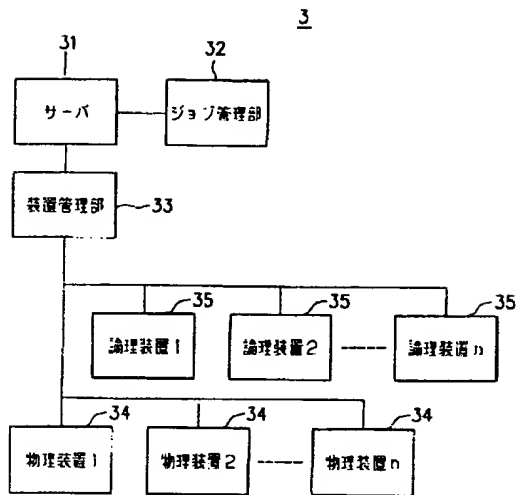 3
31
サーバ
32
ジョブ管理部
装置管理部
33
35
論理装置1
35
論理装置2
35
論理装置n
34
物理装置1
34
物理装置2
34
物理装置n